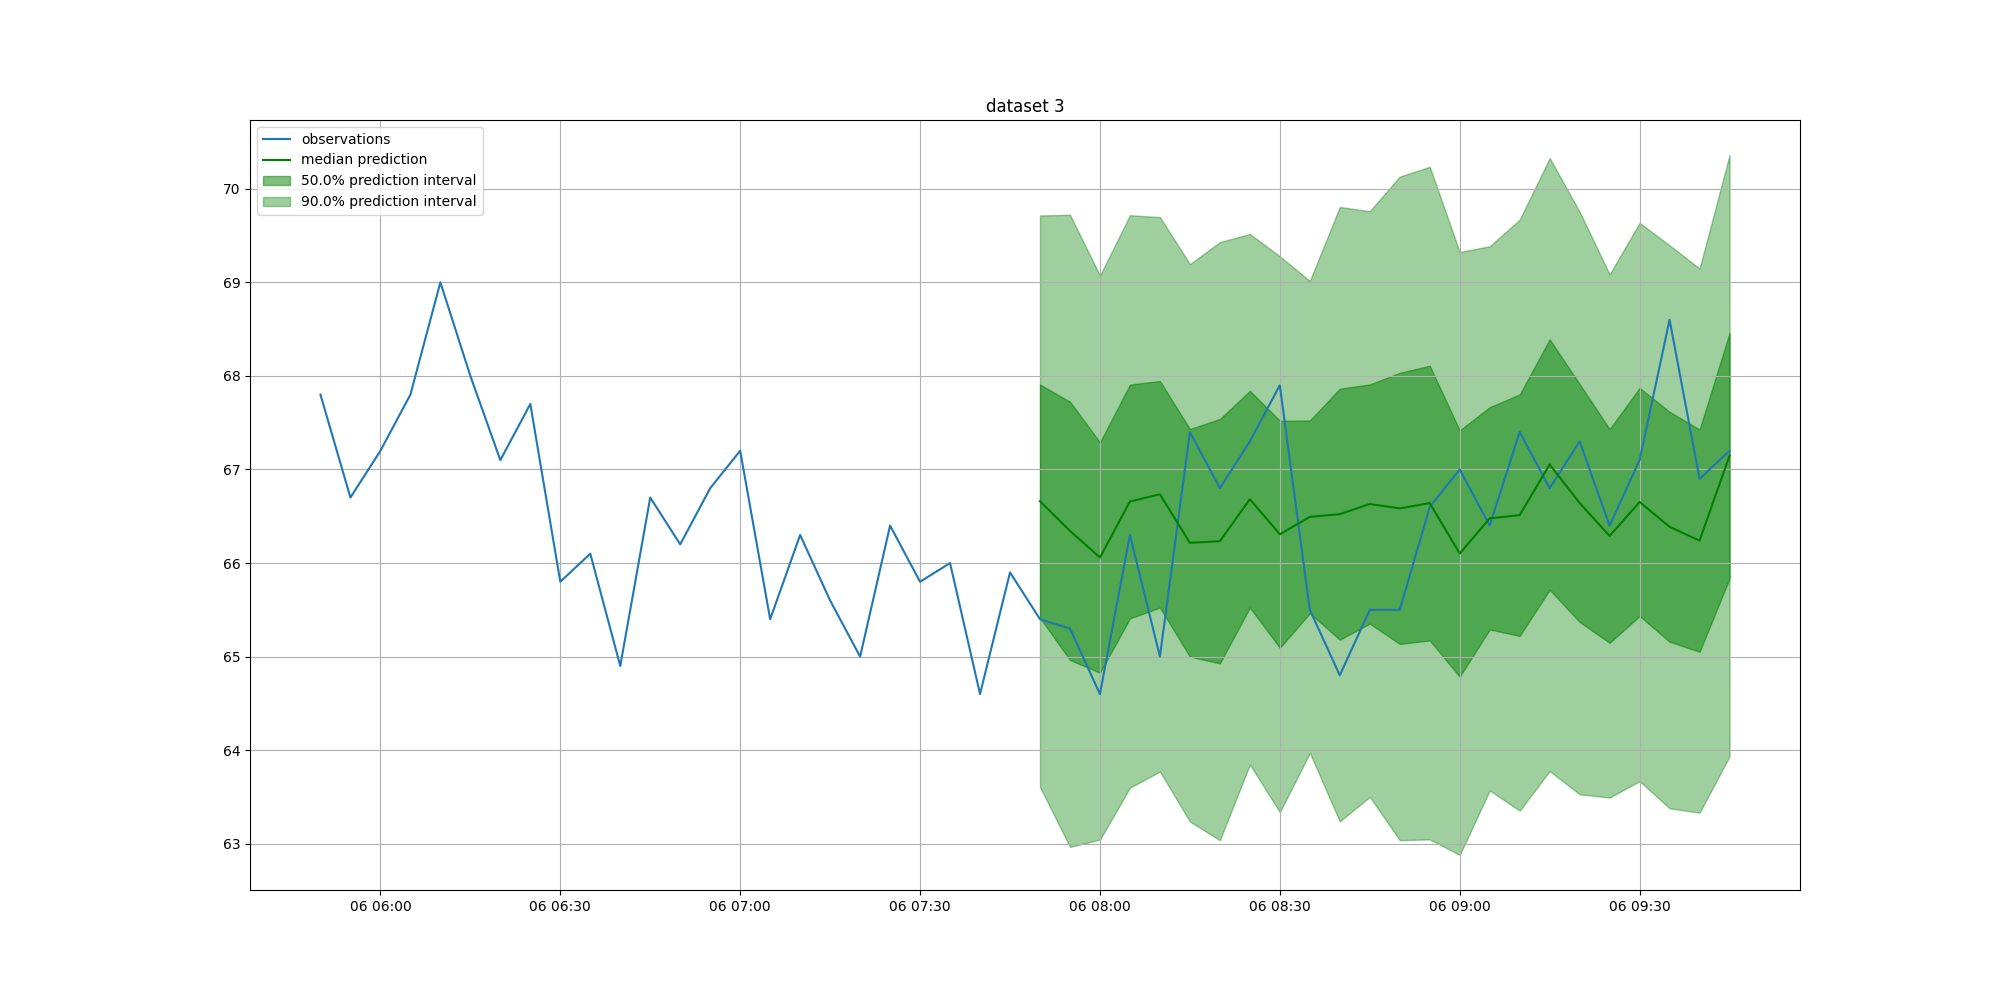 dataset 3
observations
median prediction
50.0% prediction interval
90.0% prediction interval
70
69
68
67
66
65
64
63
06 06:00 06 06:30 06 07:00 06 07:30 06 08:00 06 08:30 06 09:00 06 09:30